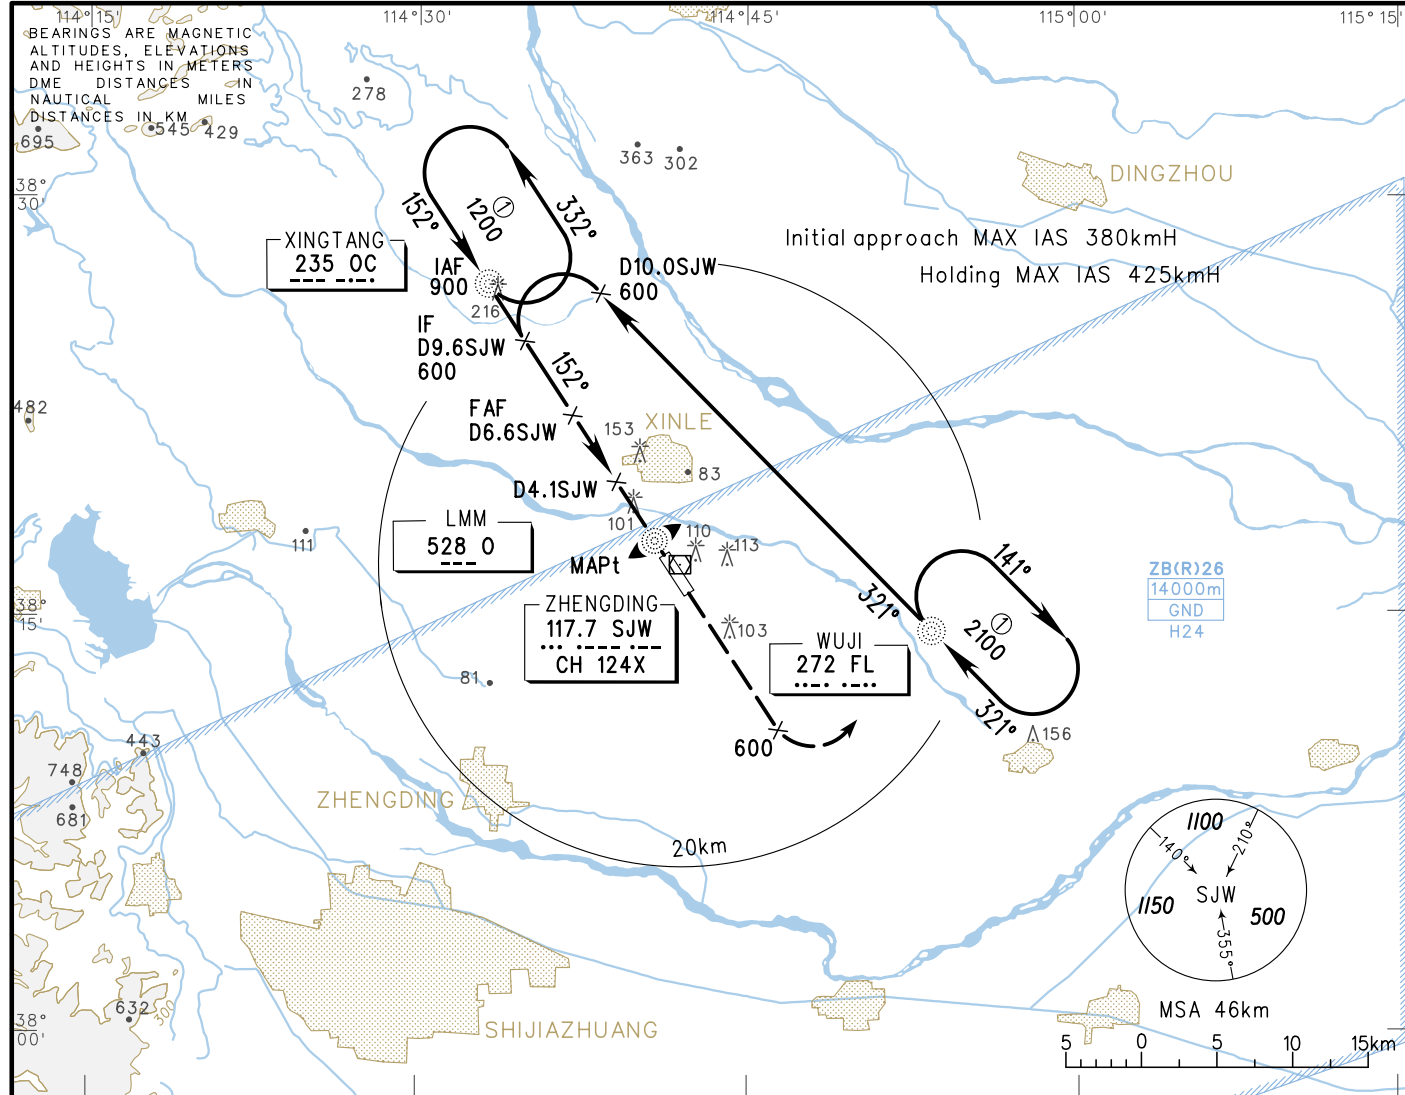 114°15'
114°30'
114°45'
115°00'
115°15'
BEARINGS ARE MAGNETIC
ALTITUDES, ELEVATIONS
AND HEIGHTS IN METERS
DME DISTANCES IN
NAUTICAL MILES
DISTANCES IN KM
695
545
429
278
363
302
DINGZHOU
38°
30'
152°
1200
1
332°
XINGTANG
235 OC
IAF
900
216
D10.0SJW
600
Initial approach MAX IAS 380kmH
Holding MAX IAS 425kmH
IF
D9.6SJW
600
152°
FAF
D6.6SJW
482
153
XINLE
83
D4.1SJW
101
LMM
528 O
111
MAPt
110
113
ZHENGDING
117.7 SJW
CH 124X
103
WUJI
272 FL
321°
141°
2100
1
321°
ZB(R)26
14000m
GND
H24
38°
15'
81
600
156
443
748
681
ZHENGDING
20km
1100
140°
210°
SJW
1150
500
355°
MSA 46km
632
300
SHIJIAZHUANG
38°
00'
5 0 5 10 15km